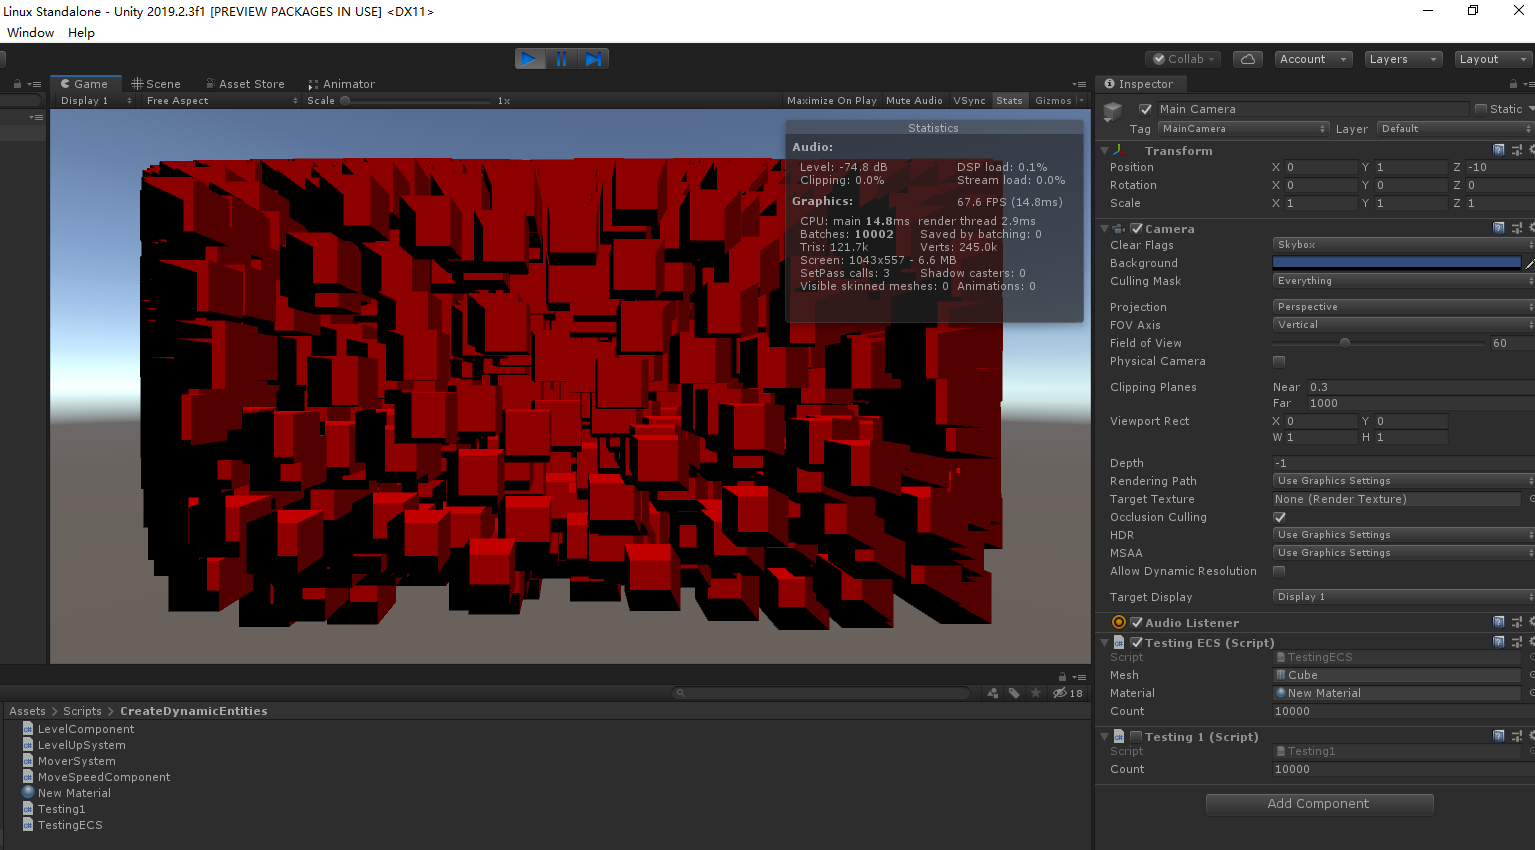 Linux Standalone - Unity 2019.2.3f1 [PREVIEW PACKAGES IN USE] <DX11>
Window Help
Collab Account Layers Layout
Game Scene Asset Store Animator
Display 1 Free Aspect Scale 1x Maximize On Play Mute Audio VSync Stats Gizmos
Statistics
Audio:
Level: -74.8 dB DSP load: 0.1%
Clipping: 0.0% Stream load: 0.0%
Graphics: 67.6 FPS (14.8ms)
CPU: main 14.8ms render thread 2.9ms
Batches: 10002 Saved by batching: 0
Tris: 121.7k Verts: 245.0k
Screen: 1043x557 - 6.6 MB
SetPass calls: 3 Shadow casters: 0
Visible skinned meshes: 0 Animations: 0
Inspector
Main Camera Static
Tag MainCamera Layer Default
Transform
Position X 0 Y 1 Z -10
Rotation X 0 Y 0 Z 0
Scale X 1 Y 1 Z 1
Camera
Clear Flags Skybox
Background
Culling Mask Everything
Projection Perspective
FOV Axis Vertical
Field of View 60
Physical Camera
Clipping Planes Near 0.3
Far 1000
Viewport Rect X 0 Y 0
W 1 H 1
Depth -1
Rendering Path Use Graphics Settings
Target Texture None (Render Texture)
Occlusion Culling
HDR Use Graphics Settings
MSAA Use Graphics Settings
Allow Dynamic Resolution
Target Display Display 1
Audio Listener
Testing ECS (Script)
Script TestingECS
Mesh Cube
Material New Material
Count 10000
Testing 1 (Script)
Script Testing1
Count 10000
Add Component
18
Assets > Scripts > CreateDynamicEntities
LevelComponent
LevelUpSystem
MoverSystem
MoveSpeedComponent
New Material
Testing1
TestingECS